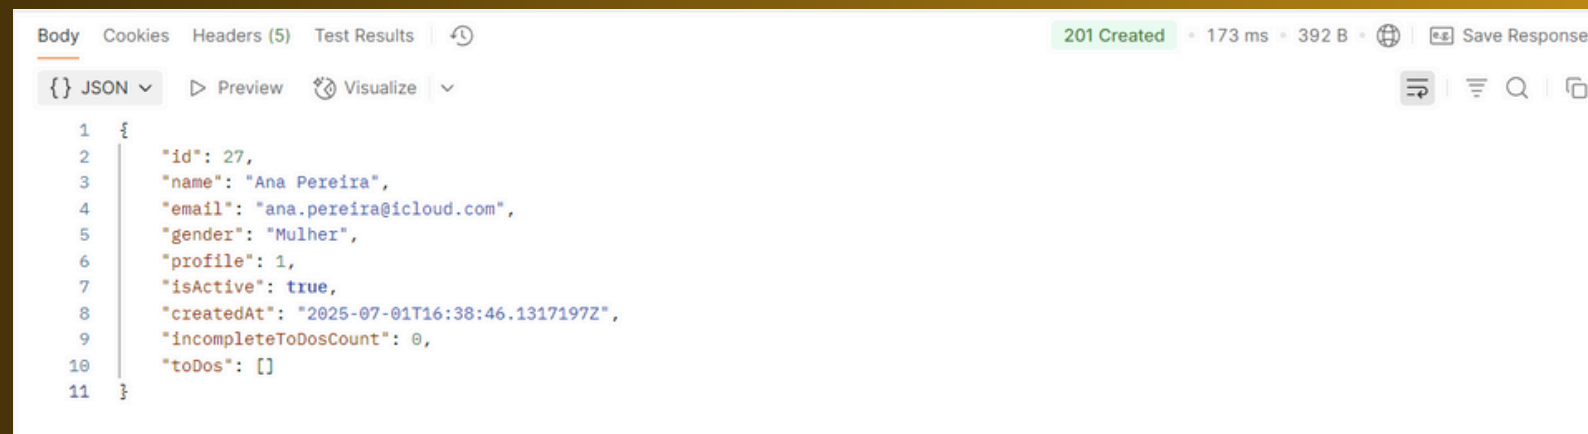 Body Cookies Headers (5) Test Results 201 Created • 173 ms • 392 B • e.g. Save Response
{} JSON Preview Visualize
1 {
2 "id": 27,
3 "name": "Ana Pereira",
4 "email": "ana.pereira@icloud.com",
5 "gender": "Mulher",
6 "profile": 1,
7 "isActive": true,
8 "createdAt": "2025-07-01T16:38:46.1317197Z",
9 "incompleteToDosCount": 0,
10 "toDos": []
11 }